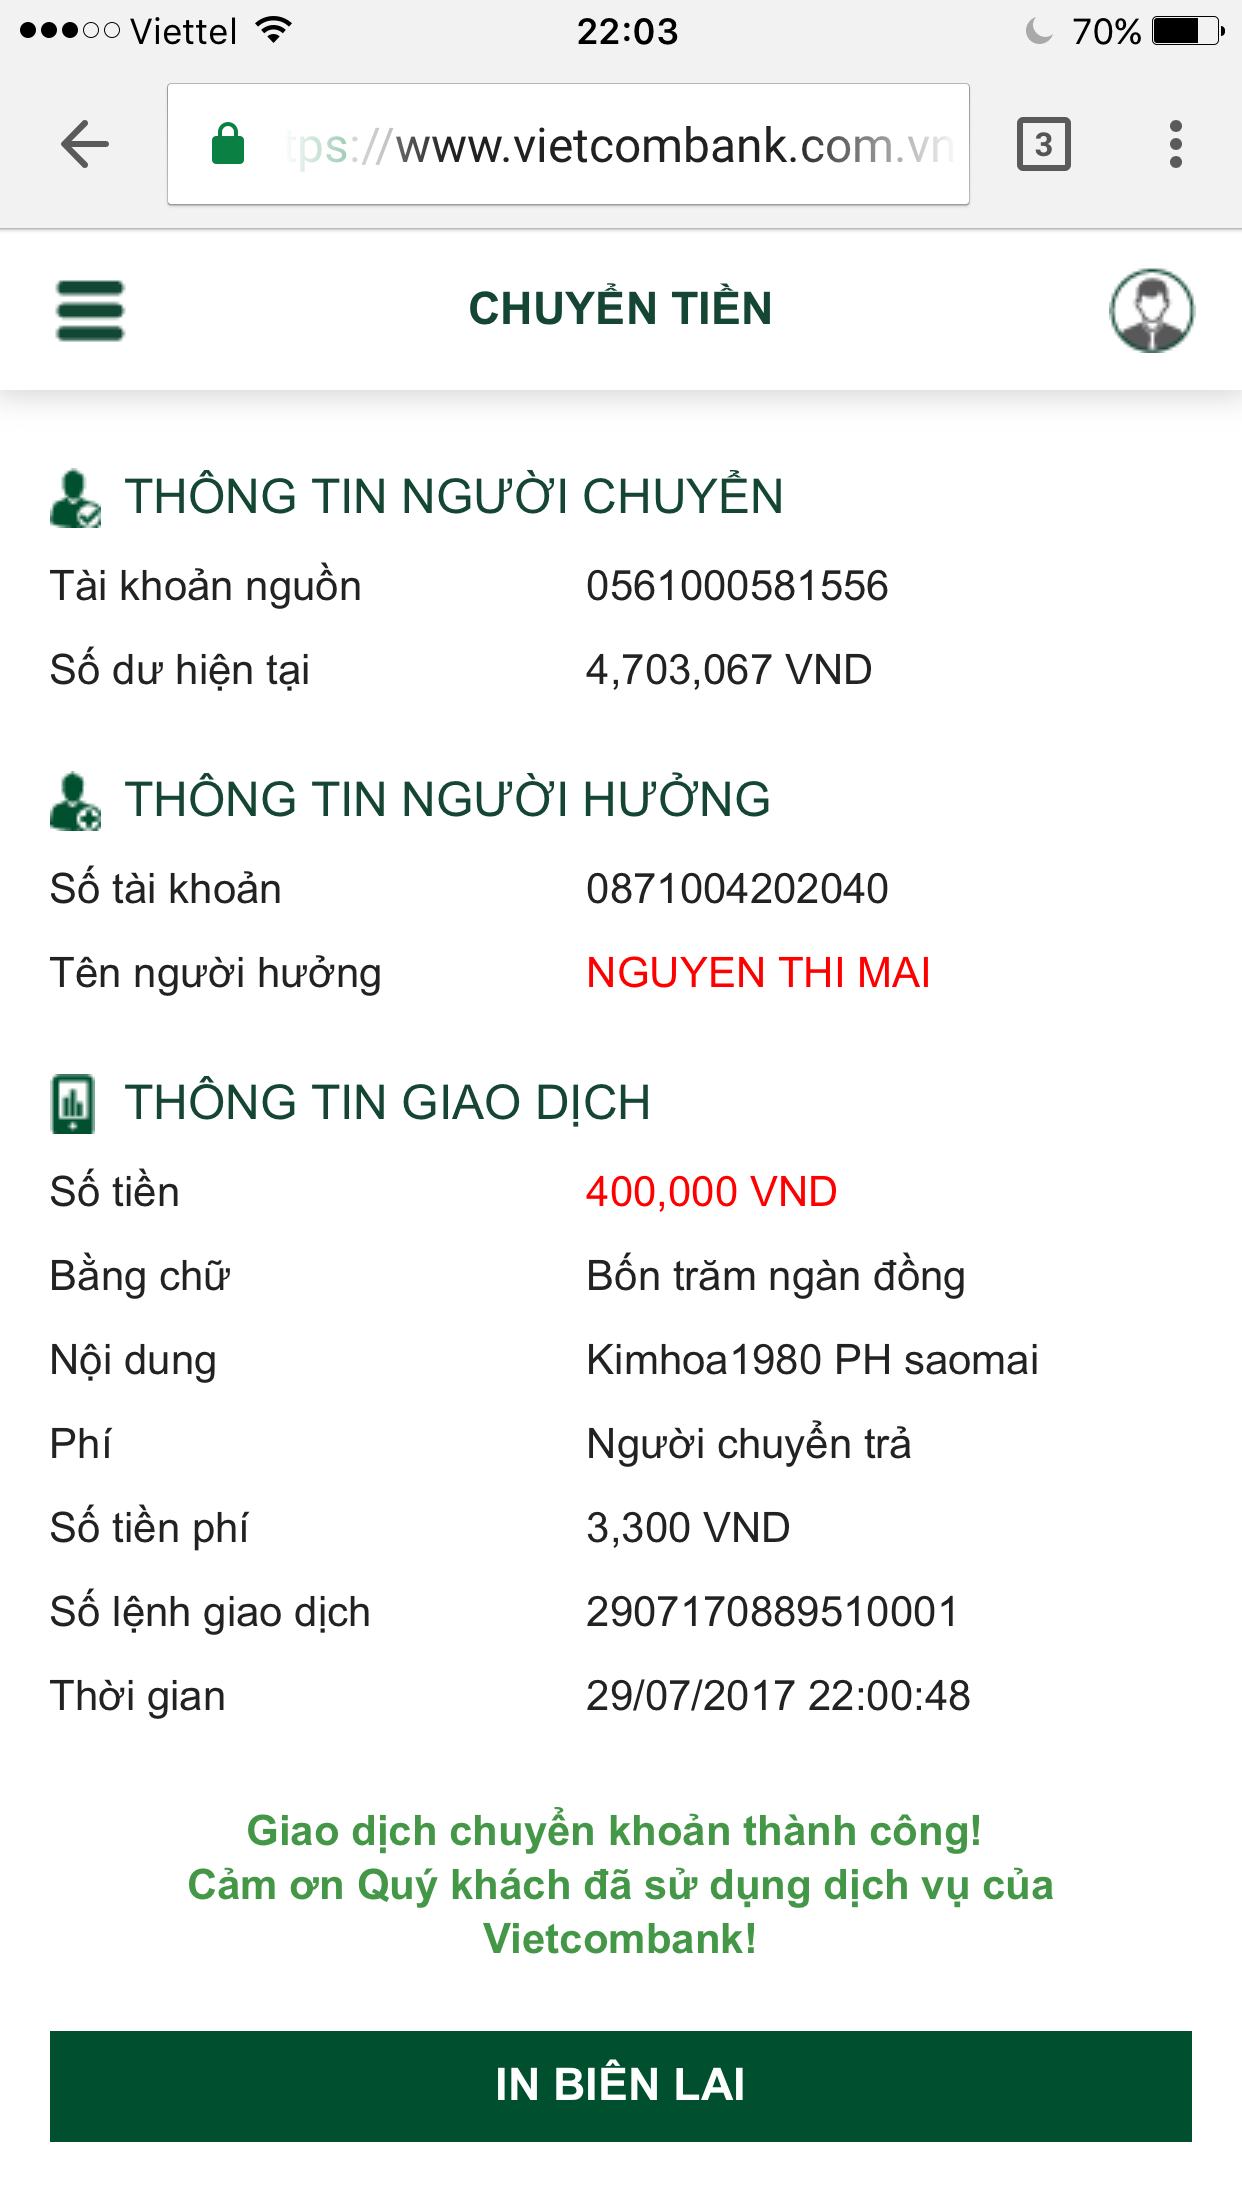 Viettel 22:03 70%
tps://www.vietcombank.com.vn 3
CHUYỂN TIỀN
THÔNG TIN NGƯỜI CHUYỂN
Tài khoản nguồn 0561000581556
Số dư hiện tại 4,703,067 VND
THÔNG TIN NGƯỜI HƯỞNG
Số tài khoản 0871004202040
Tên người hưởng NGUYEN THI MAI
THÔNG TIN GIAO DỊCH
Số tiền 400,000 VND
Bằng chữ Bốn trăm ngàn đồng
Nội dung Kimhoa1980 PH saomai
Phí Người chuyển trả
Số tiền phí 3,300 VND
Số lệnh giao dịch 2907170889510001
Thời gian 29/07/2017 22:00:48
Giao dịch chuyển khoản thành công!
Cảm ơn Quý khách đã sử dụng dịch vụ của
Vietcombank!
IN BIÊN LAI